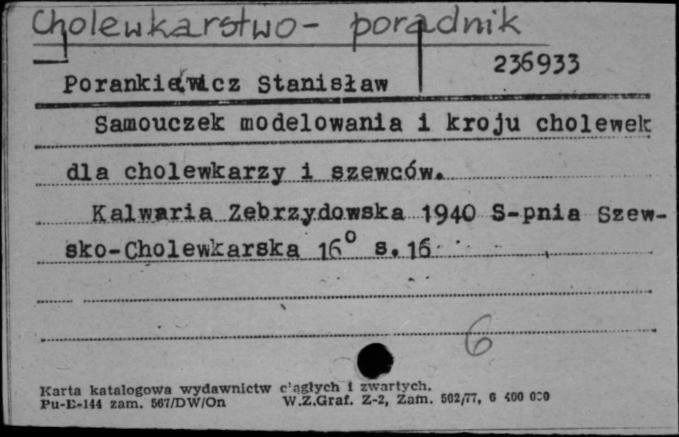 Cholewkarstwo - poradnik
236933
Porankiewicz Stanisław
Samouczek modelowania i kroju cholewek
dla cholewkarzy i szewców.
Kalwaria Zebrzydowska 1940 S-pnia Szew-
sko-Cholewkarska 16° s. 16
6
Karta katalogowa wydawnictw ciągłych i zwartych.
Pu-E-144 zam. 567/DW/On W.Z.Graf. Z-2, Zam. 502/77, 6 400 000